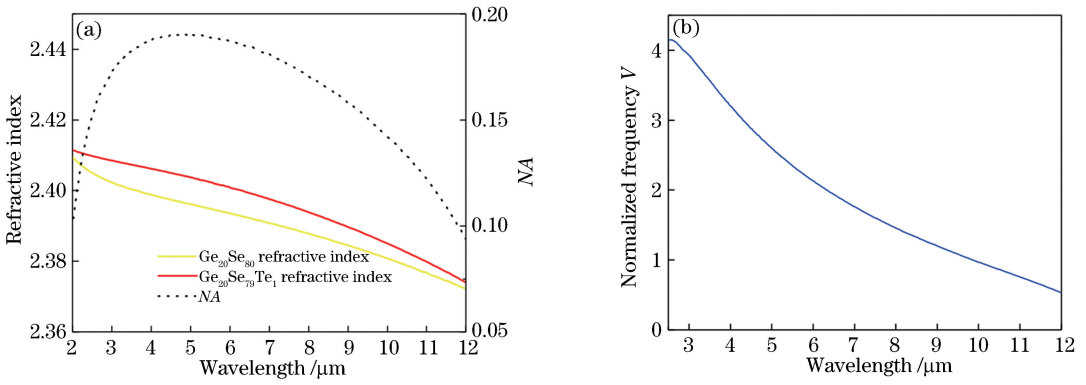 (a)
Refractive index
2.44
2.42
2.40
2.38
2.36
0.20
0.15
0.10
0.05
NA
Ge₂₀Se₈₀ refractive index
Ge₂₀Se₇₉Te₁ refractive index
NA
2 3 4 5 6 7 8 9 10 11 12
Wavelength /μm
(b)
Normalized frequency V
4
3
2
1
0
3 4 5 6 7 8 9 10 11 12
Wavelength /μm